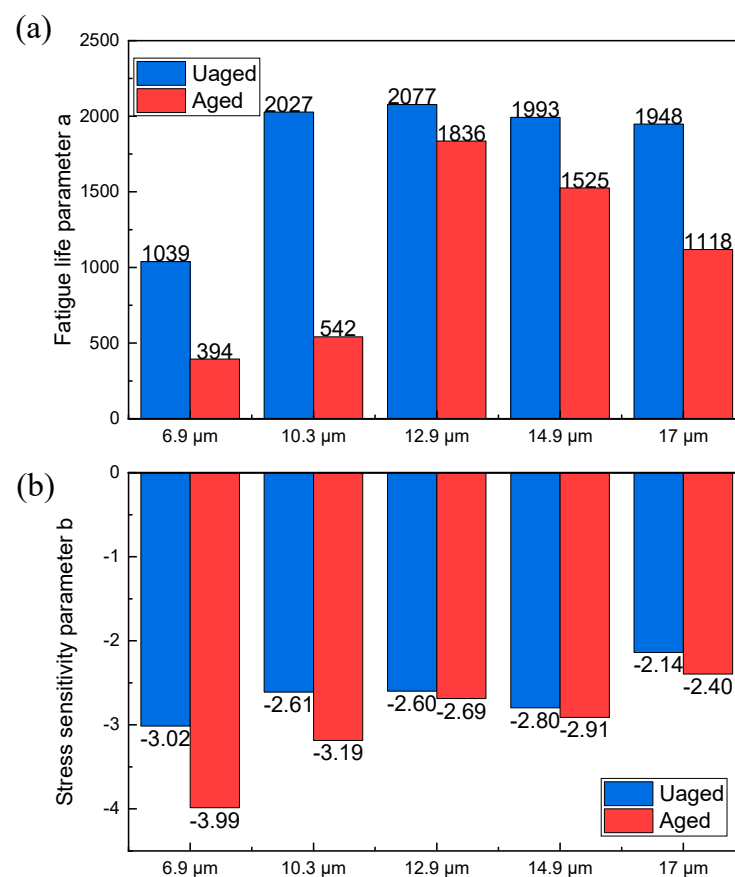 (a)
Fatigue life parameter a
2500
2000
1500
1000
500
0
Uaged
Aged
1039
394
2027
542
2077
1836
1993
1525
1948
1118
6.9 μm
10.3 μm
12.9 μm
14.9 μm
17 μm
(b)
Stress sensitivity parameter b
0
-1
-2
-3
-4
-3.02
-3.99
-2.61
-3.19
-2.60
-2.69
-2.80
-2.91
-2.14
-2.40
Uaged
Aged
6.9 μm
10.3 μm
12.9 μm
14.9 μm
17 μm